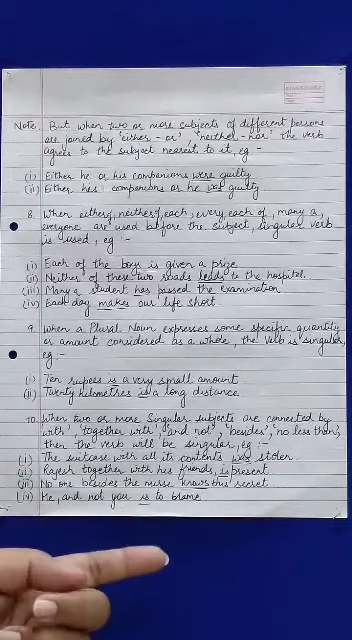 Note. But when two or more subjects of different persons
are joined by 'either - or', 'neither - nor' the verb
agrees to the subject nearest to it, eg -
(i) Either he or his companions were guilty
(ii) Either his companions or he was guilty
8. When either, neither, each, every, each of, many a,
everyone are used before the subject, singular verb
is used, eg :-
(i) Each of the boys is given a prize
(ii) Neither of these two roads leads to the hospital.
(iii) Many a student has passed the examination
(iv) Each day makes our life short
9. When a Plural Noun expresses some specific quantity
or amount considered as a whole, the verb is singular,
eg:-
(i) Ten rupees is a very small amount.
(ii) Twenty kilometres is a long distance.
10. When two or more Singular subjects are connected by
with', 'together with', 'and not', 'besides', 'no less than',
then the verb will be singular, eg :-
(i) The suitcase with all its contents was stolen.
(ii) Rajesh together with his friends, is present.
(iii) No one besides the nurse knows this secret
(iv) He, and not you is to blame